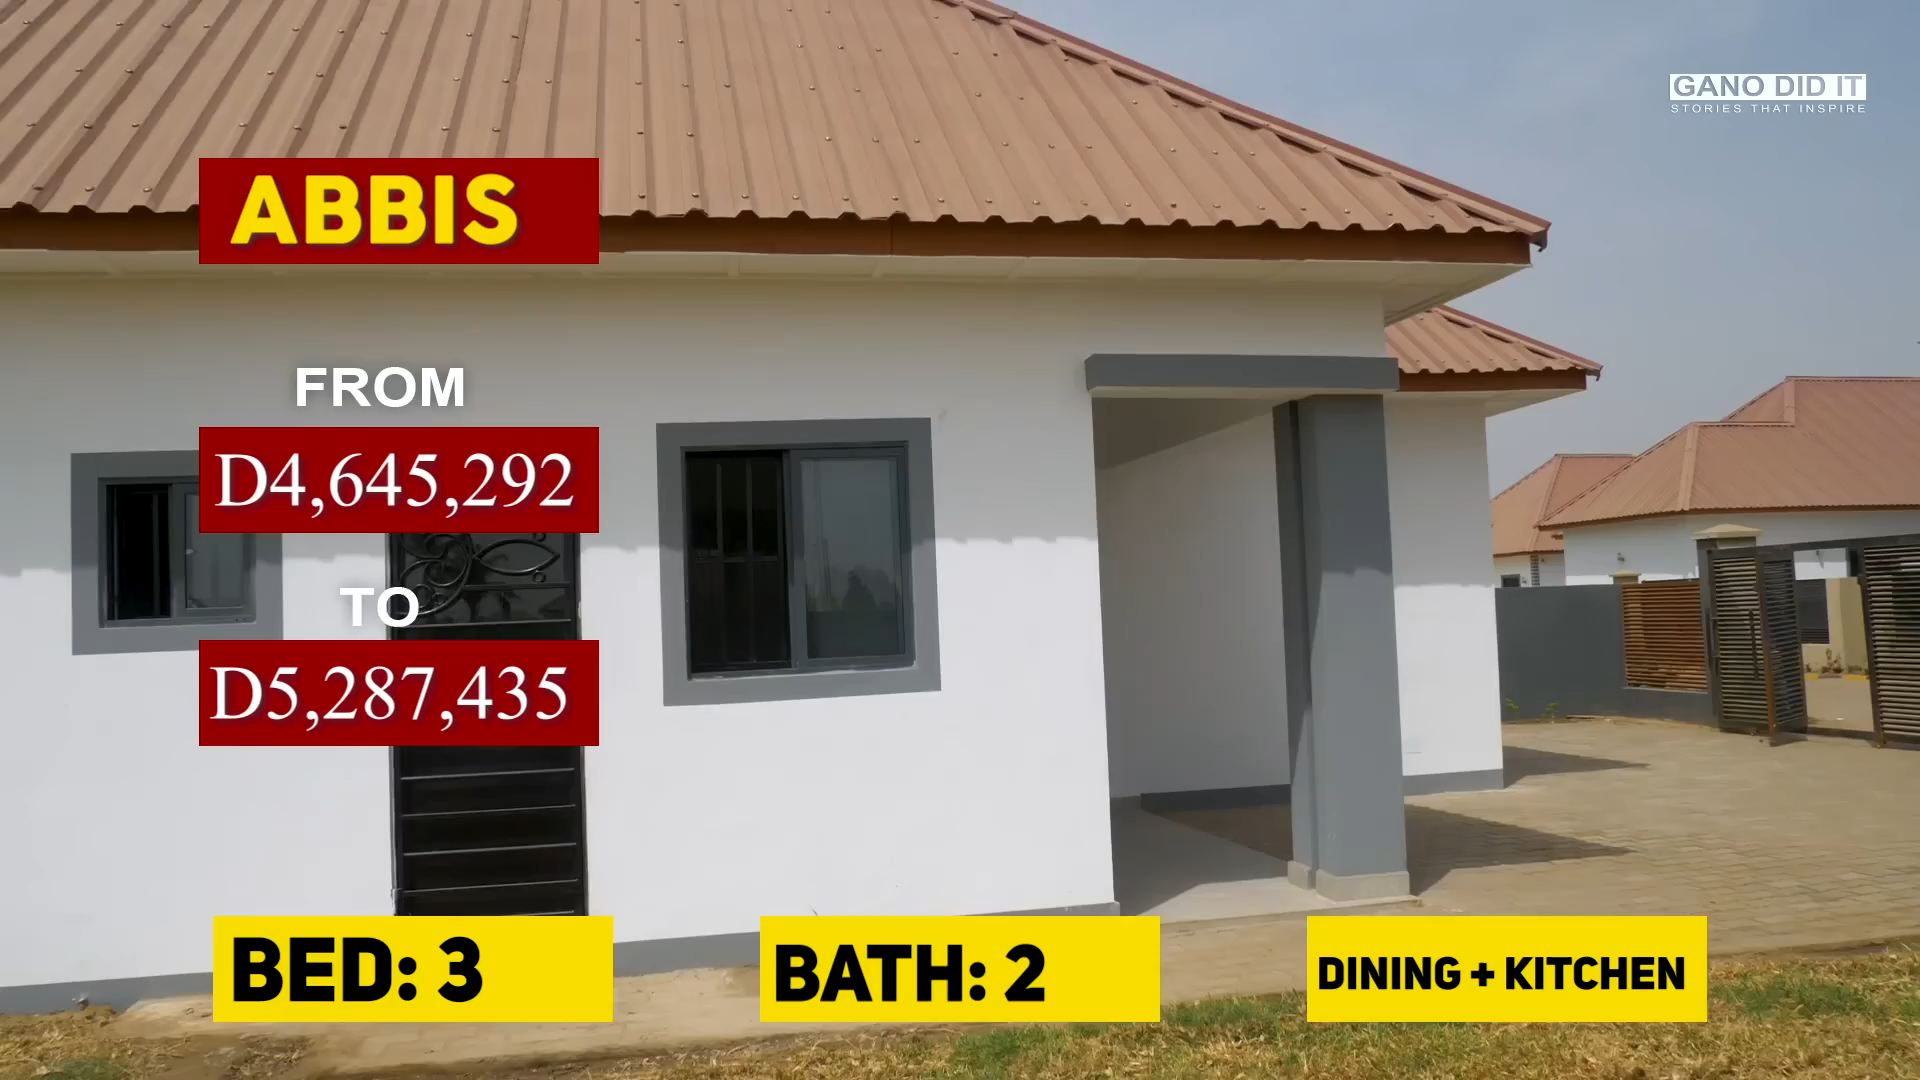 GANO DID IT
STORIES THAT INSPIRE
ABBIS
FROM
D4,645,292
TO
D5,287,435
BED: 3
BATH: 2
DINING + KITCHEN